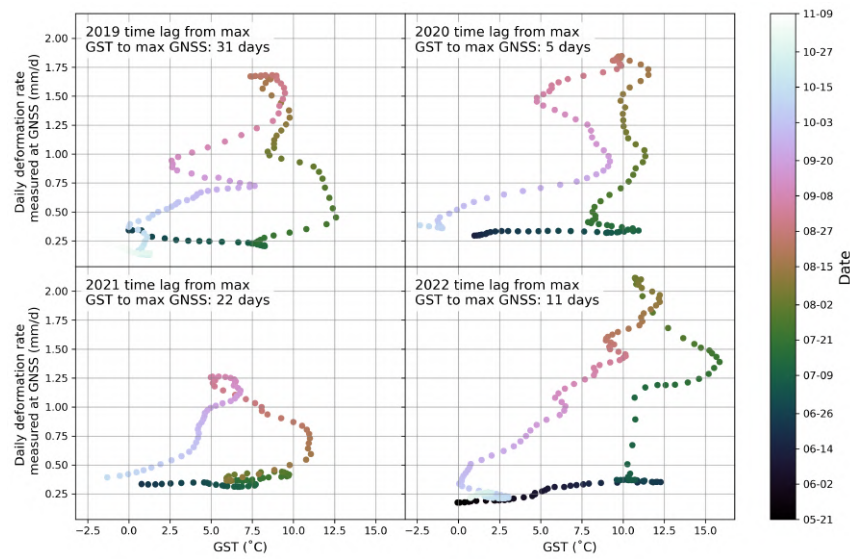 2019 time lag from max
GST to max GNSS: 31 days
2020 time lag from max
GST to max GNSS: 5 days
2021 time lag from max
GST to max GNSS: 22 days
2022 time lag from max
GST to max GNSS: 11 days
Daily deformation rate
measured at GNSS (mm/d)
2.00
1.75
1.50
1.25
1.00
0.75
0.50
0.25
Daily deformation rate
measured at GNSS (mm/d)
2.00
1.75
1.50
1.25
1.00
0.75
0.50
0.25
−2.5 0.0 2.5 5.0 7.5 10.0 12.5 15.0
GST (˚C)
−2.5 0.0 2.5 5.0 7.5 10.0 12.5 15.0
GST (˚C)
11-09
10-27
10-15
10-03
09-20
09-08
08-27
08-15
08-02
07-21
07-09
06-26
06-14
06-02
05-21
Date